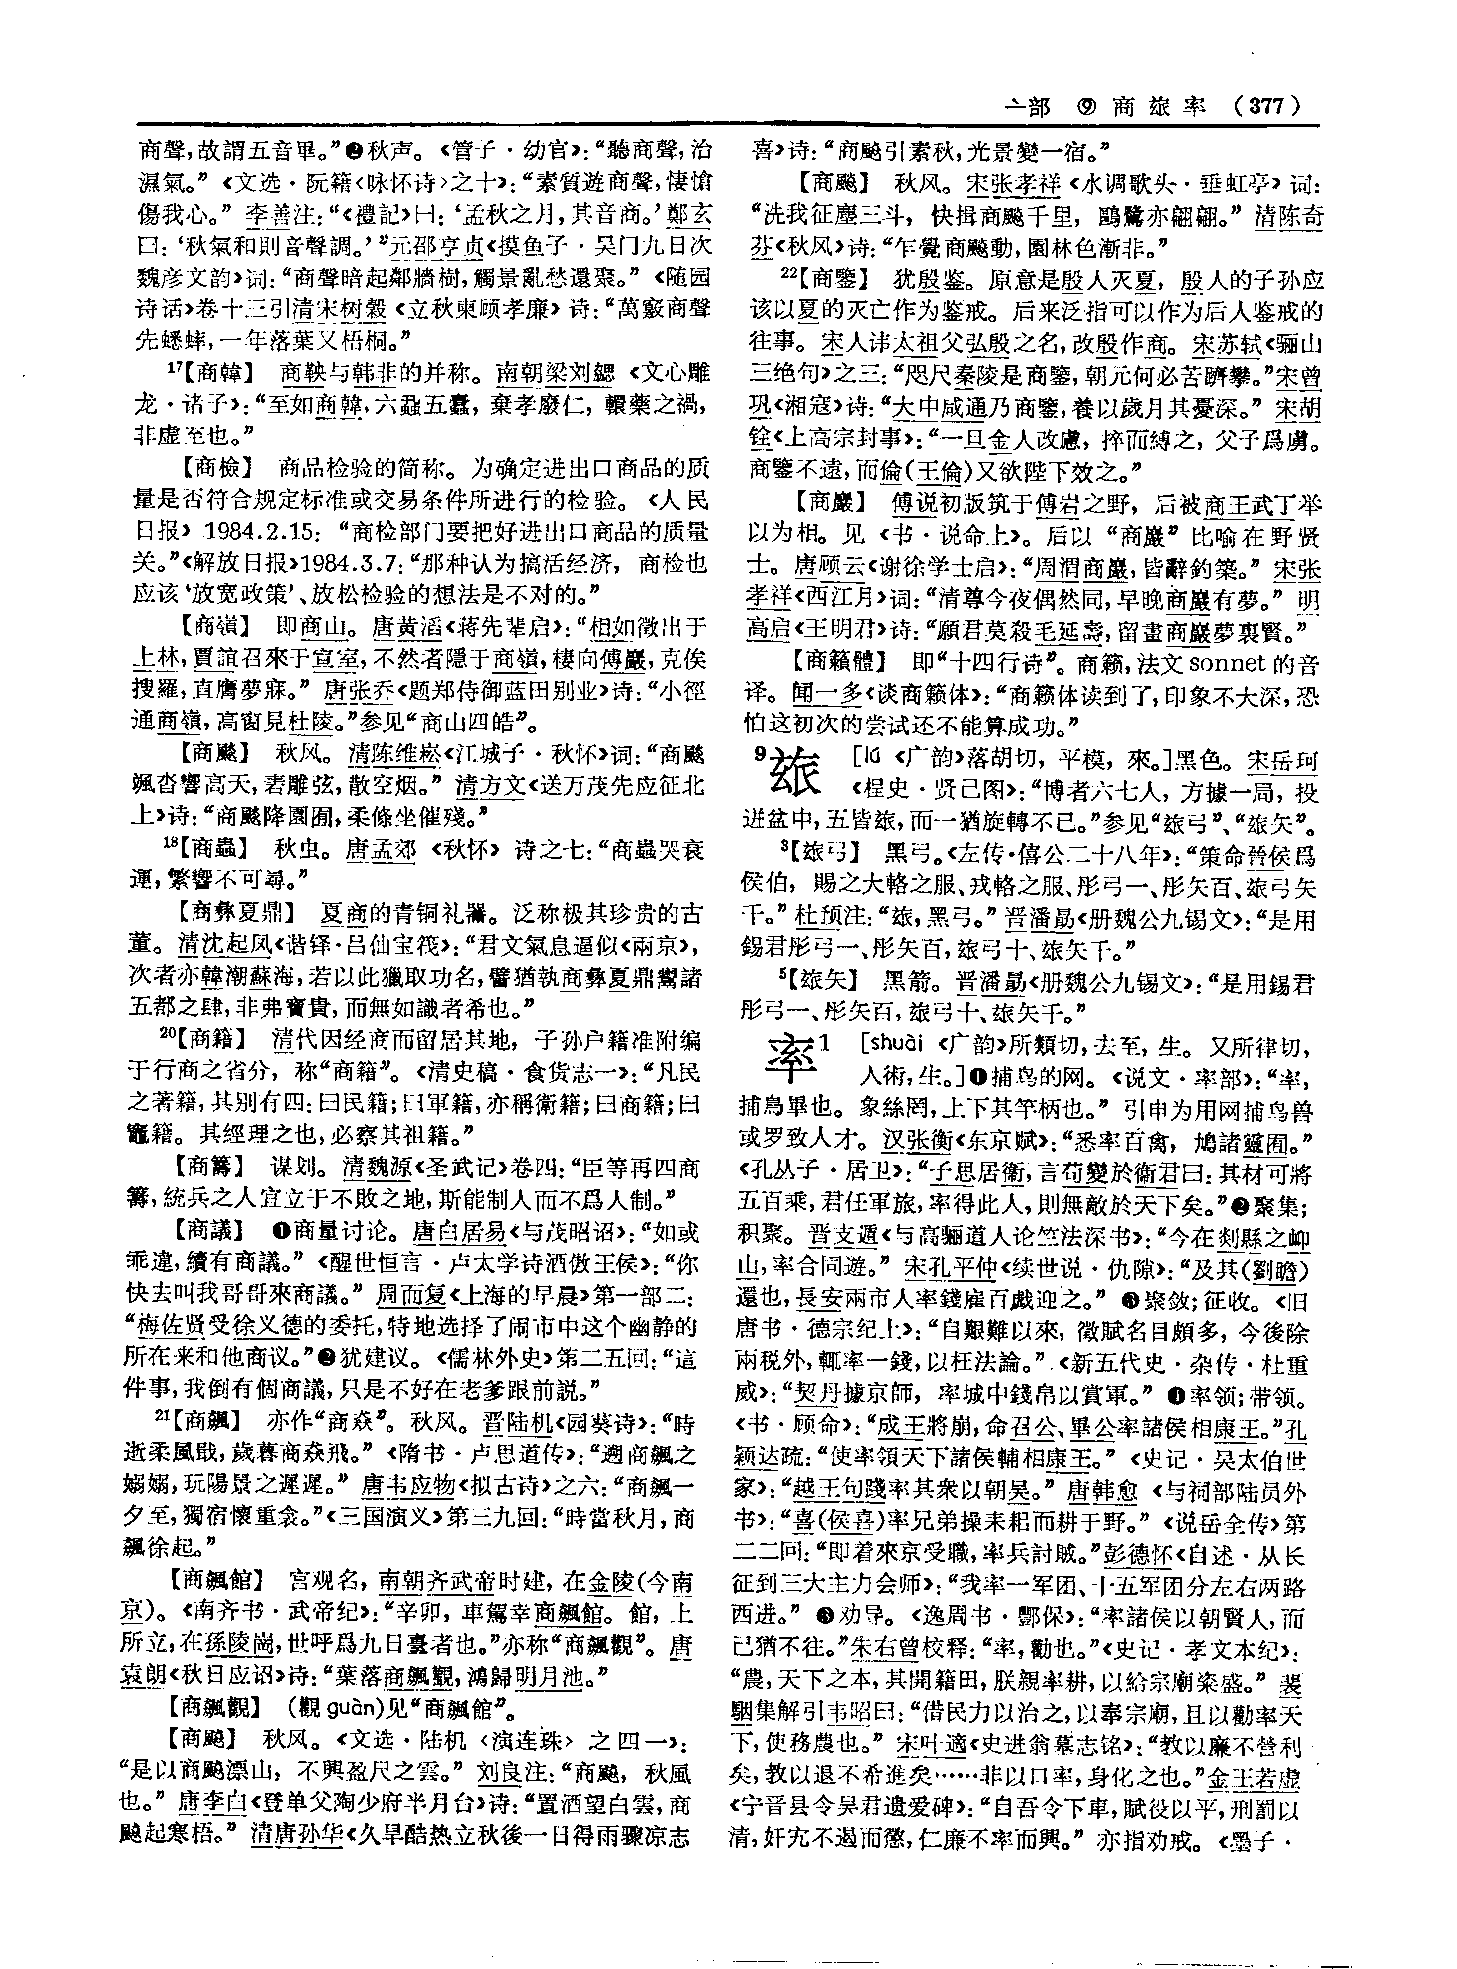 亠部 ⑨ 商旅率 (377)
商聲,故謂五音畢。”❷秋声。《管子·幼官》:“聽商聲,治
濕氣。”《文选·阮籍〈咏怀诗〉之十》:“素質遊商聲,悽愴
傷我心。”李善注:“《禮記》曰:‘孟秋之月,其音商。’鄭玄
曰:‘秋氣和則音聲調。’”元邵亨贞《摸鱼子·吴门九日次
魏彦文韵》词:“商聲暗起鄰牆樹,觸景亂愁還聚。”《随园
诗话》卷十三引清宋树穀《立秋柬顾孝廉》诗:“萬竅商聲
先蟋蟀,一年落葉又梧桐。”
17【商韓】 商鞅与韩非的并称。南朝梁刘勰《文心雕
龙·诸子》:“至如商韓,六蝨五蠹,棄孝廢仁,轘藥之禍,
非虚至也。”
【商檢】 商品检验的简称。为确定进出口商品的质
量是否符合规定标准或交易条件所进行的检验。《人民
日报》1984.2.15:“商检部门要把好进出口商品的质量
关。”《解放日报》1984.3.7:“那种认为搞活经济,商检也
应该‘放宽政策’、放松检验的想法是不对的。”
【商嶺】 即商山。唐黄滔《蒋先辈启》:“相如徵出于
上林,賈誼召來于宣室,不然者隱于商嶺,棲向傅巖,克俟
搜羅,直膺夢寐。”唐张乔《题郑侍御蓝田别业》诗:“小徑
通商嶺,高窗見杜陵。”参见“商山四皓”。
【商飈】 秋风。清陈维崧《江城子·秋怀》词:“商飈
颯沓響高天,砉雕弦,散空烟。”清方文《送万茂先应征北
上》诗:“商飈降園囿,柔條坐催殘。”
18【商蟲】 秋虫。唐孟郊《秋怀》诗之七:“商蟲哭衰
運,繁響不可尋。”
【商彝夏鼎】 夏商的青铜礼器。泛称极其珍贵的古
董。清沈起凤《谐铎·吕仙宝筏》:“君文氣息逼似《兩京》,
次者亦韓潮蘇海,若以此獵取功名,譬猶執商彝夏鼎鬻諸
五都之肆,非弗寶貴,而無如識者希也。”
20【商籍】 清代因经商而留居其地,子孙户籍准附编
于行商之省分,称“商籍”。《清史稿·食货志一》:“凡民
之著籍,其别有四:曰民籍;曰軍籍,亦稱衛籍;曰商籍;曰
竈籍。其經理之也,必察其祖籍。”
【商籌】 谋划。清魏源《圣武记》卷四:“臣等再四商
籌,統兵之人宜立于不敗之地,斯能制人而不爲人制。”
【商議】 ❶商量讨论。唐白居易《与茂昭诏》:“如或
乖違,續有商議。”《醒世恒言·卢太学诗酒傲王侯》:“你
快去叫我哥哥來商議。”周而复《上海的早晨》第一部二:
“梅佐贤受徐义德的委托,特地选择了闹市中这个幽静的
所在来和他商议。”❷犹建议。《儒林外史》第二五回:“這
件事,我倒有個商議,只是不好在老爹跟前説。”
21【商飆】 亦作“商猋”。秋风。晋陆机《园葵诗》:“時
逝柔風戢,歲暮商猋飛。”《隋书·卢思道传》:“遡商飆之
嫋嫋,玩陽景之遲遲。”唐韦应物《拟古诗》之六:“商飆一
夕至,獨宿懷重衾。”《三国演义》第三九回:“時當秋月,商
飆徐起。”
【商飆館】 宫观名,南朝齐武帝时建,在金陵(今南
京)。《南齐书·武帝纪》:“辛卯,車駕幸商飆館。館,上
所立,在孫陵崗,世呼爲九日臺者也。”亦称“商飆觀”。唐
袁朗《秋日应诏》诗:“葉落商飆觀,鴻歸明月池。”
【商飆觀】 (觀 guàn)见“商飆館”。
【商飇】 秋风。《文选·陆机〈演连珠〉之四一》:
“是以商飇漂山,不興盈尺之雲。”刘良注:“商飇,秋風
也。”唐李白《登单父陶少府半月台》诗:“置酒望白雲,商
飇起寒梧。”清唐孙华《久旱酷热立秋後一日得雨骤凉志
喜》诗:“商飇引素秋,光景變一宿。”
【商飈】 秋风。宋张孝祥《水调歌头·垂虹亭》词:
“洗我征塵三斗,快揖商飈千里,鷗鷺亦翩翩。”清陈奇
芬《秋风》诗:“乍覺商飈動,園林色漸非。”
22【商鑒】 犹殷鉴。原意是殷人灭夏,殷人的子孙应
该以夏的灭亡作为鉴戒。后来泛指可以作为后人鉴戒的
往事。宋人讳太祖父弘殷之名,改殷作商。宋苏轼《骊山
三绝句》之三:“咫尺秦陵是商鑒,朝元何必苦躋攀。”宋曾
巩《湘寇》诗:“大中咸通乃商鑒,養以歲月其憂深。”宋胡
铨《上高宗封事》:“一旦金人改慮,捽而縛之,父子爲虜。
商鑒不遠,而倫(王倫)又欲陛下效之。”
【商巖】 傅说初版筑于傅岩之野,后被商王武丁举
以为相。见《书·说命上》。后以“商巖”比喻在野贤
士。唐顾云《谢徐学士启》:“周渭商巖,皆辭釣築。”宋张
孝祥《西江月》词:“清尊今夜偶然同,早晚商巖有夢。”明
高启《王明君》诗:“願君莫殺毛延壽,留畫商巖夢裏賢。”
【商籟體】 即“十四行诗”。商籁,法文 sonnet 的音
译。闻一多《谈商籁体》:“商籁体读到了,印象不大深,恐
怕这初次的尝试还不能算成功。”
9玈 [lú 《广韵》落胡切,平模,來。]黑色。宋岳珂
《桯史·贤己图》:“博者六七人,方據一局,投
迸盆中,五皆玈,而一猶旋轉不已。”参见“玈弓”、“玈矢”。
3【玈弓】 黑弓。《左传·僖公二十八年》:“策命晉侯爲
侯伯,賜之大輅之服、戎輅之服、彤弓一、彤矢百、玈弓矢
千。”杜预注:“玈,黑弓。”晋潘勗《册魏公九锡文》:“是用
錫君彤弓一、彤矢百,玈弓十、玈矢千。”
5【玈矢】 黑箭。晋潘勗《册魏公九锡文》:“是用錫君
彤弓一、彤矢百,玈弓十、玈矢千。”
率1 [shuài 《广韵》所類切,去至,生。又所律切,
入術,生。]❶捕鸟的网。《说文·率部》:“率,
捕鳥畢也。象絲罔,上下其竿柄也。”引申为用网捕鸟兽
或罗致人才。汉张衡《东京赋》:“悉率百禽,鳩諸靈囿。”
《孔丛子·居卫》:“子思居衛,言苟變於衛君曰:其材可將
五百乘,君任軍旅,率得此人,則無敵於天下矣。”❷聚集;
积聚。晋支遁《与高骊道人论竺法深书》:“今在剡縣之岬
山,率合同遊。”宋孔平仲《续世说·仇隙》:“及其(劉瞻)
還也,長安兩市人率錢雇百戲迎之。”❸聚敛;征收。《旧
唐书·德宗纪上》:“自艱難以來,徵賦名目頗多,今後除
兩税外,輒率一錢,以枉法論。”《新五代史·杂传·杜重
威》:“契丹據京師,率城中錢帛以賞軍。”❹率领;带领。
《书·顾命》:“成王將崩,命召公、畢公率諸侯相康王。”孔
颖达疏:“使率領天下諸侯輔相康王。”《史记·吴太伯世
家》:“越王句踐率其衆以朝吴。”唐韩愈《与祠部陆员外
书》:“喜(侯喜)率兄弟操耒耜而耕于野。”《说岳全传》第
二二回:“即着來京受職,率兵討賊。”彭德怀《自述·从长
征到三大主力会师》:“我率一军团、十五军团分左右两路
西进。”❺劝导。《逸周书·酆保》:“率諸侯以朝賢人,而
已猶不往。”朱右曾校释:“率,勸也。”《史记·孝文本纪》:
“農,天下之本,其開籍田,朕親率耕,以給宗廟粢盛。”裴
駰集解引韦昭曰:“借民力以治之,以奉宗廟,且以勸率天
下,使務農也。”宋叶適《史进翁墓志铭》:“教以廉不營利
矣,教以退不希進矣……非以口率,身化之也。”金王若虚
《宁晋县令吴君遗爱碑》:“自吾令下車,賦役以平,刑罰以
清,奸宄不遏而懲,仁廉不率而興。”亦指劝戒。《墨子·